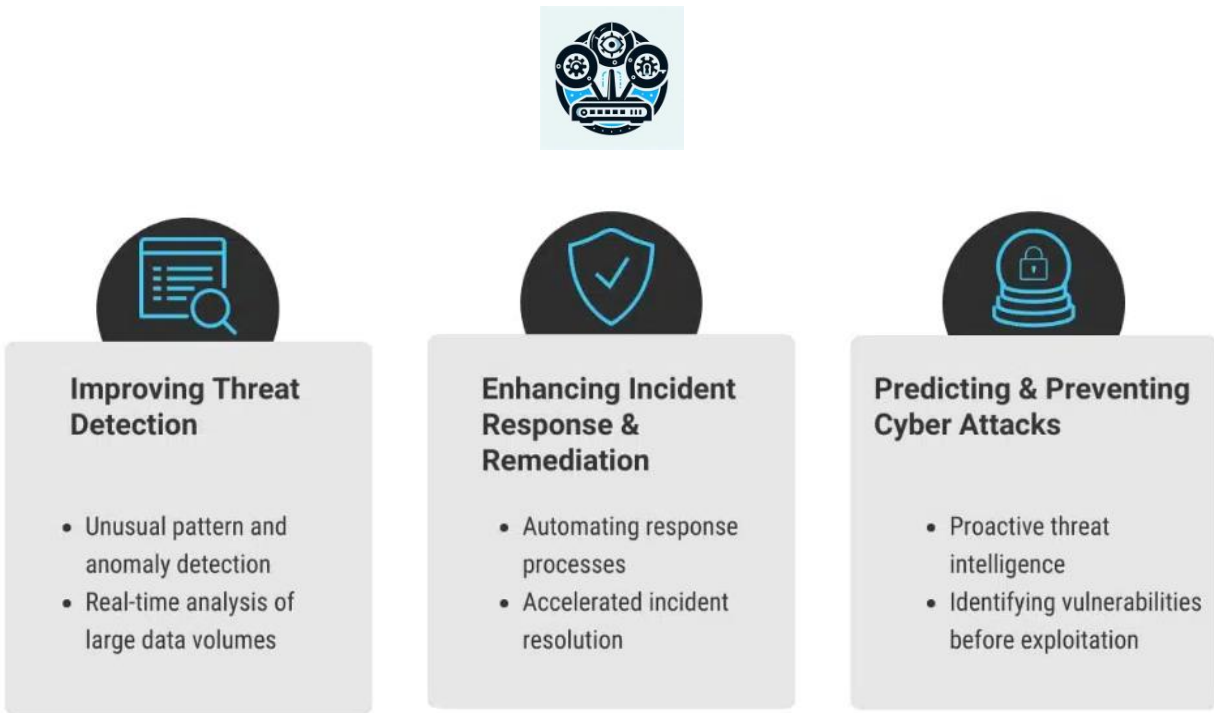 Improving Threat
Detection
• Unusual pattern and
anomaly detection
• Real-time analysis of
large data volumes
Enhancing Incident
Response &
Remediation
• Automating response
processes
• Accelerated incident
resolution
Predicting & Preventing
Cyber Attacks
• Proactive threat
intelligence
• Identifying vulnerabilities
before exploitation